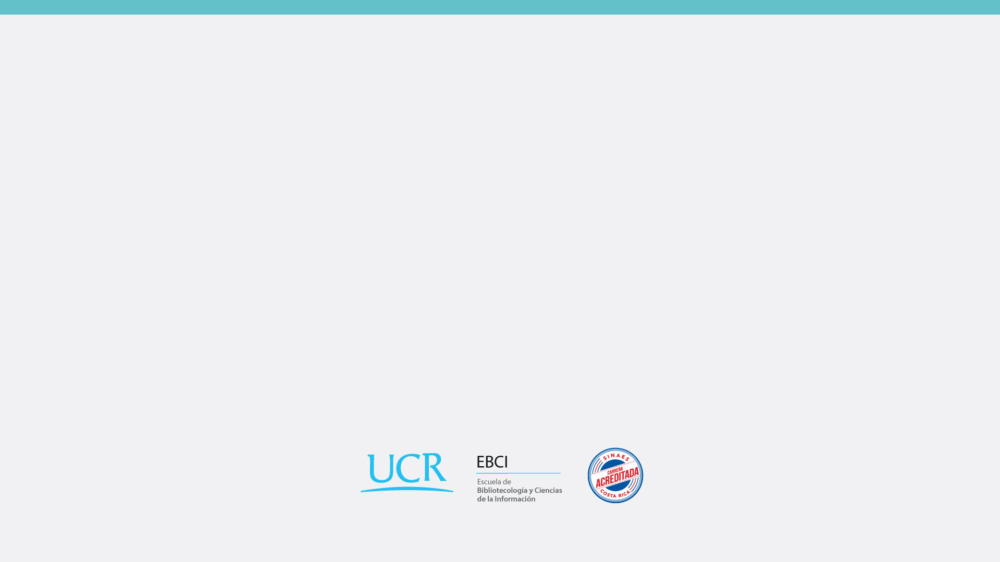 UCR
EBCI
Escuela de
Bibliotecología y Ciencias
de la Información
SINAES
CARRERA
ACREDITADA
COSTA RICA